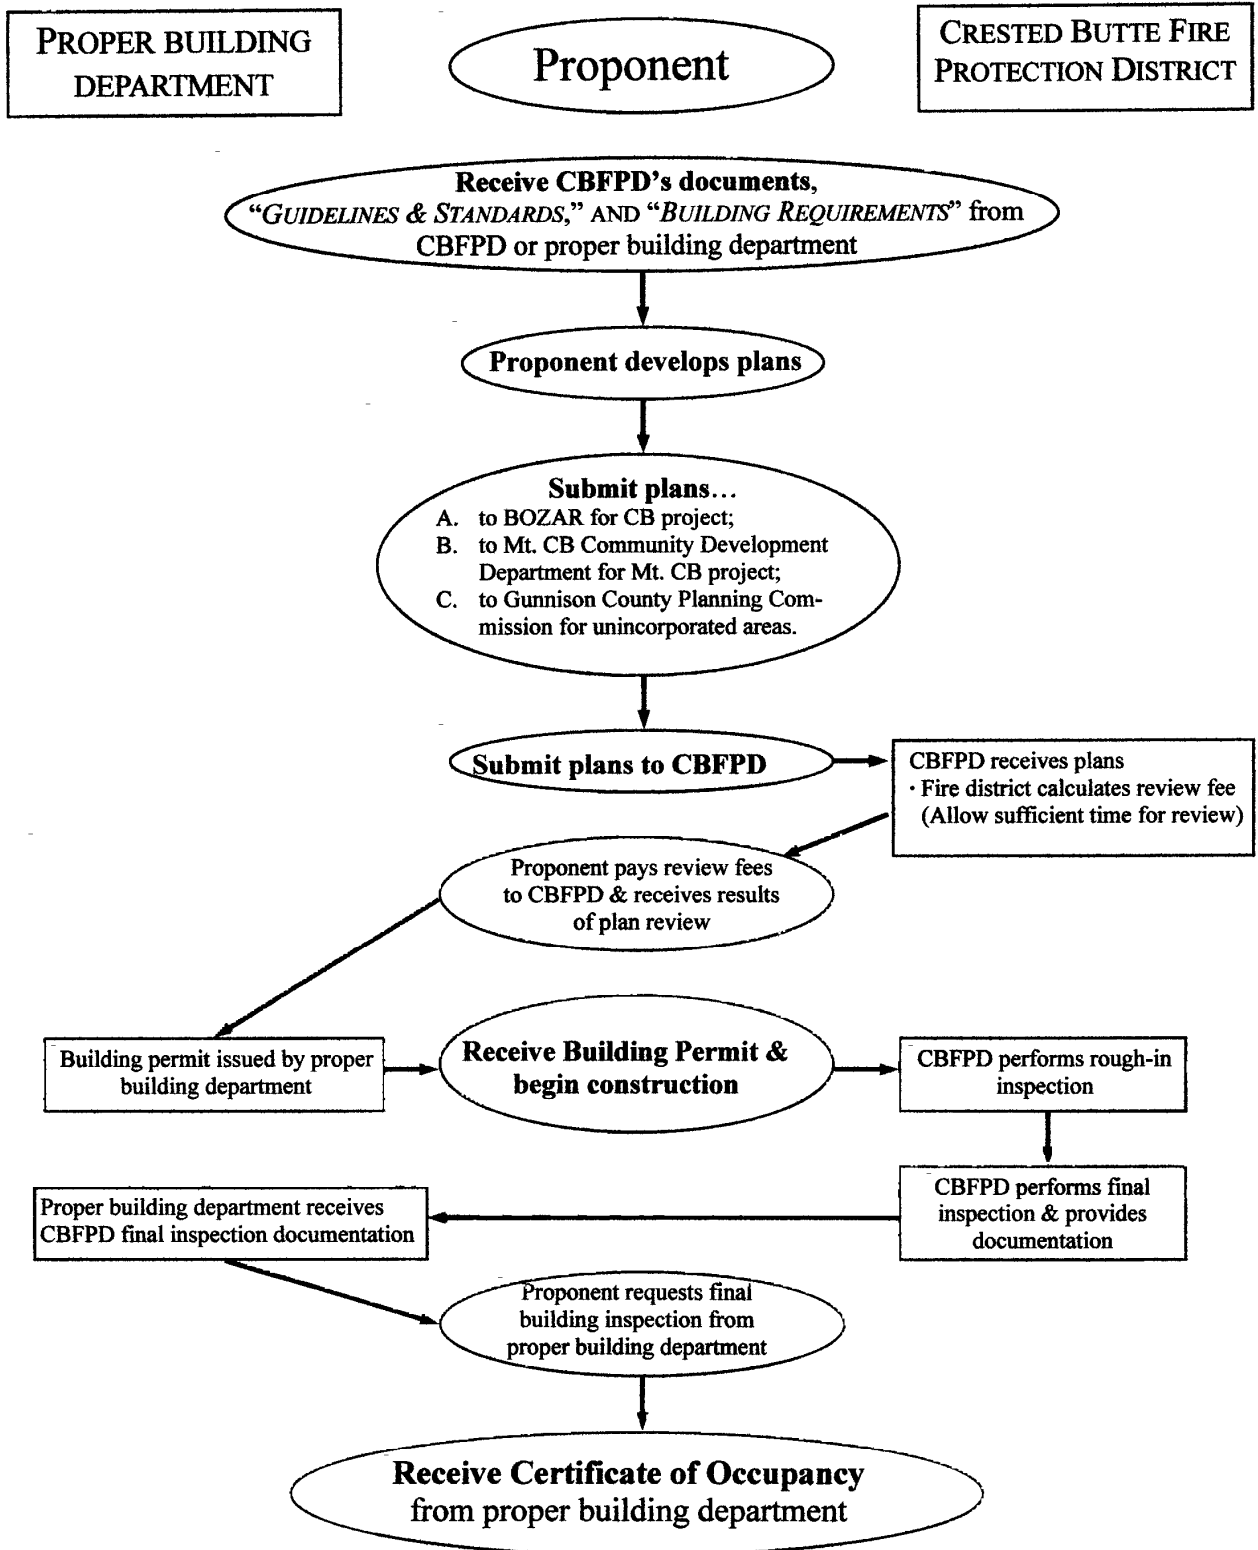 PROPER BUILDING
DEPARTMENT
Proponent
CRESTED BUTTE FIRE
PROTECTION DISTRICT
Receive CBFPD's documents,
“GUIDELINES & STANDARDS,” AND “BUILDING REQUIREMENTS” from
CBFPD or proper building department
Proponent develops plans
Submit plans…
A. to BOZAR for CB project;
B. to Mt. CB Community Development
Department for Mt. CB project;
C. to Gunnison County Planning Com-
mission for unincorporated areas.
Submit plans to CBFPD
CBFPD receives plans
· Fire district calculates review fee
(Allow sufficient time for review)
Proponent pays review fees
to CBFPD & receives results
of plan review
Building permit issued by proper
building department
Receive Building Permit &
begin construction
CBFPD performs rough-in
inspection
CBFPD performs final
inspection & provides
documentation
Proper building department receives
CBFPD final inspection documentation
Proponent requests final
building inspection from
proper building department
Receive Certificate of Occupancy
from proper building department